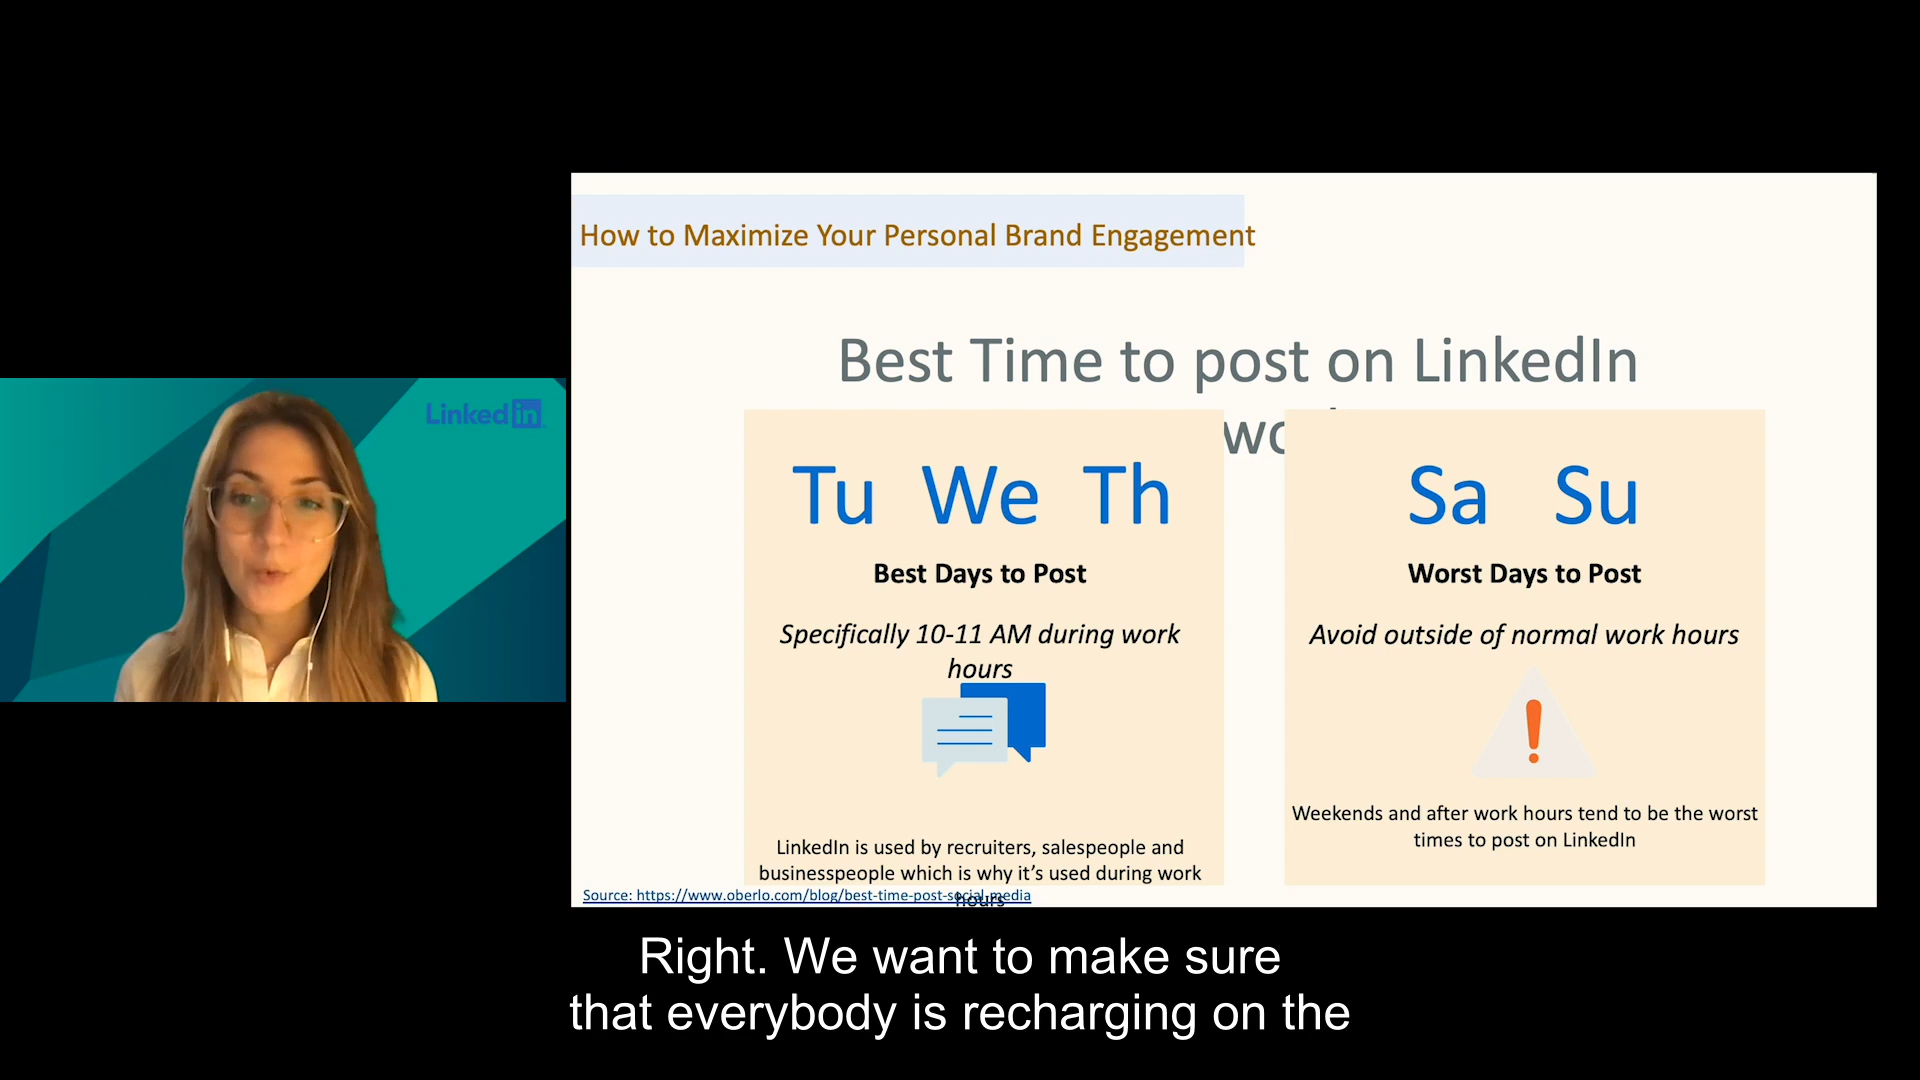 How to Maximize Your Personal Brand Engagement
Best Time to post on LinkedIn
Tu We Th
Best Days to Post
Specifically 10-11 AM during work
hours
LinkedIn is used by recruiters, salespeople and
businesspeople which is why it's used during work
hours
Sa Su
Worst Days to Post
Avoid outside of normal work hours
Weekends and after work hours tend to be the worst
times to post on LinkedIn
Source: https://www.oberlo.com/blog/best-time-post-social-media
LinkedIn
Right. We want to make sure
that everybody is recharging on the